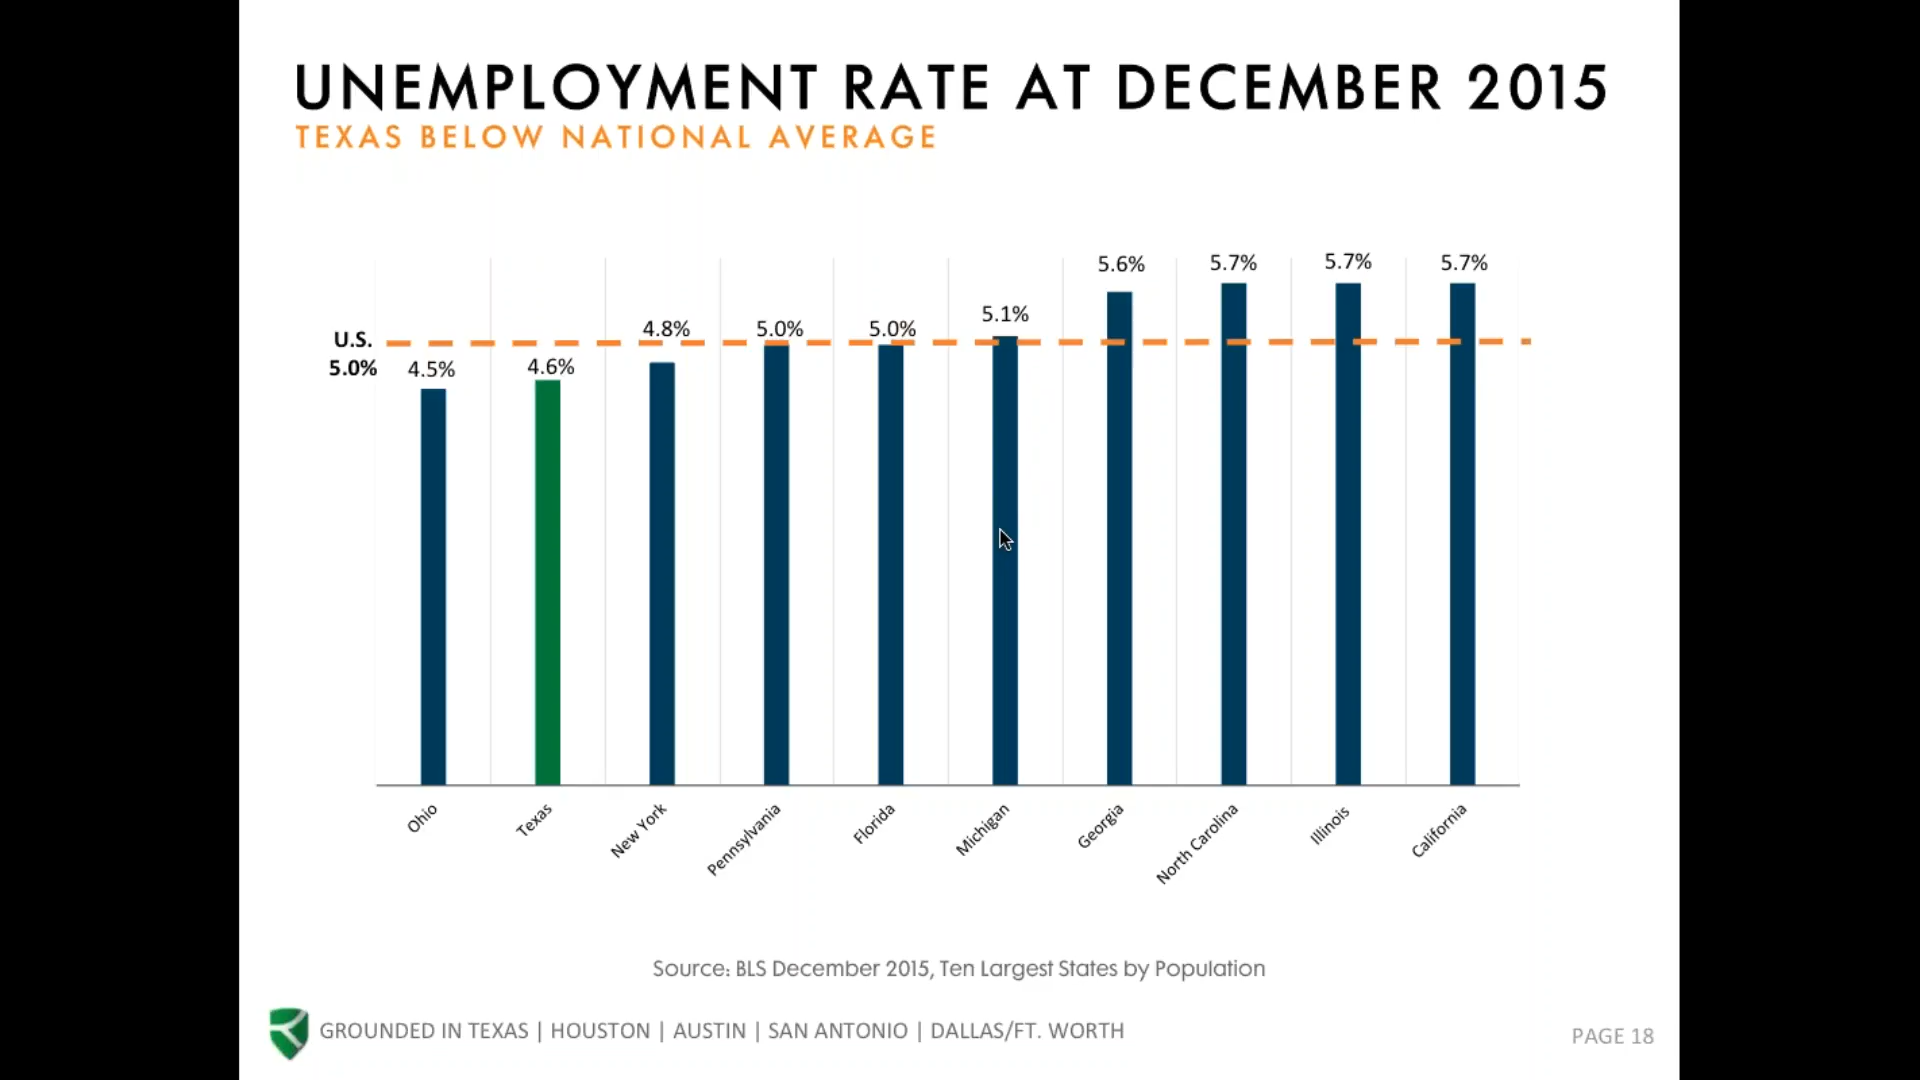 UNEMPLOYMENT RATE AT DECEMBER 2015
TEXAS BELOW NATIONAL AVERAGE
U.S.
5.0%
4.5%
4.6%
4.8%
5.0%
5.0%
5.1%
5.6%
5.7%
5.7%
5.7%
Ohio
Texas
New York
Pennsylvania
Florida
Michigan
Georgia
North Carolina
Illinois
California
Source: BLS December 2015, Ten Largest States by Population
GROUNDED IN TEXAS | HOUSTON | AUSTIN | SAN ANTONIO | DALLAS/FT. WORTH
PAGE 18